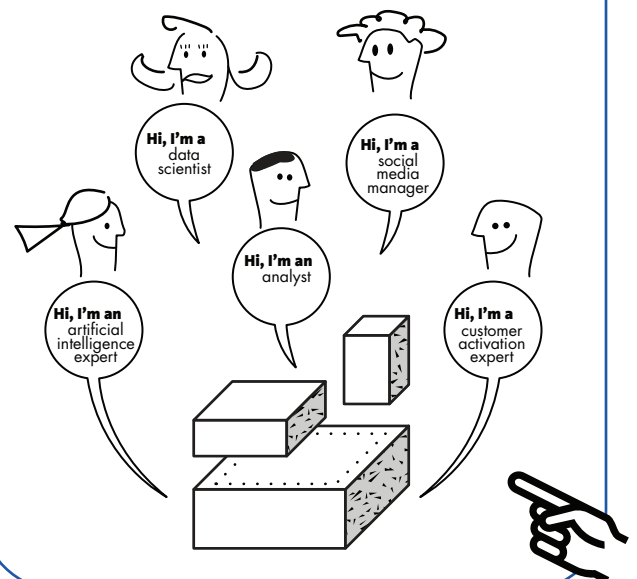 Hi, I'm a
data
scientist
Hi, I'm a
social
media
manager
Hi, I'm an
analyst
Hi, I'm an
artificial
intelligence
expert
Hi, I'm a
customer
activation
expert